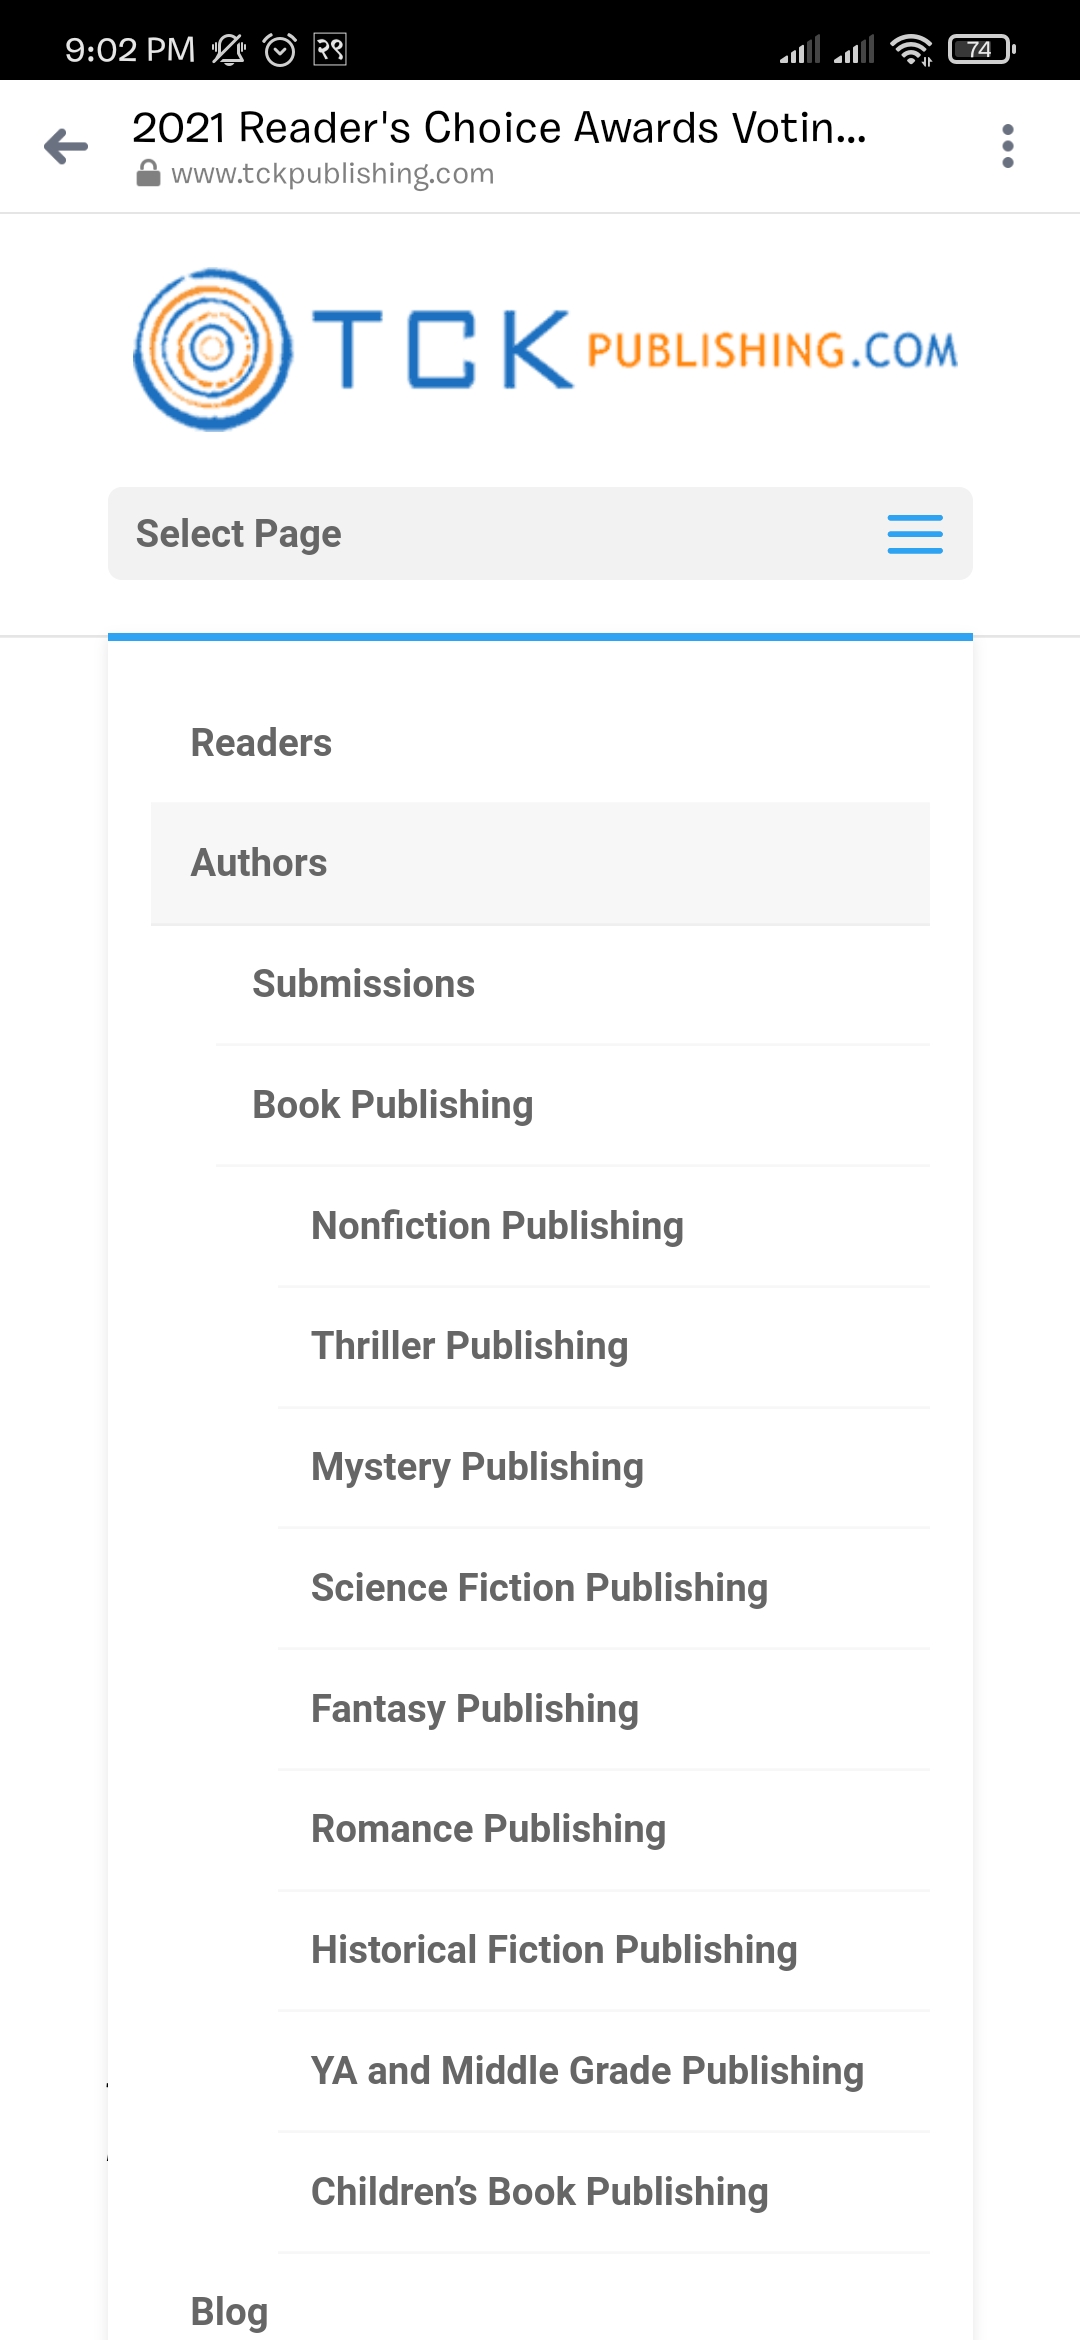 9:02 PM २९ 74
2021 Reader's Choice Awards Votin...
www.tckpublishing.com
TCK PUBLISHING.COM
Select Page
Readers
Authors
Submissions
Book Publishing
Nonfiction Publishing
Thriller Publishing
Mystery Publishing
Science Fiction Publishing
Fantasy Publishing
Romance Publishing
Historical Fiction Publishing
YA and Middle Grade Publishing
Children’s Book Publishing
Blog